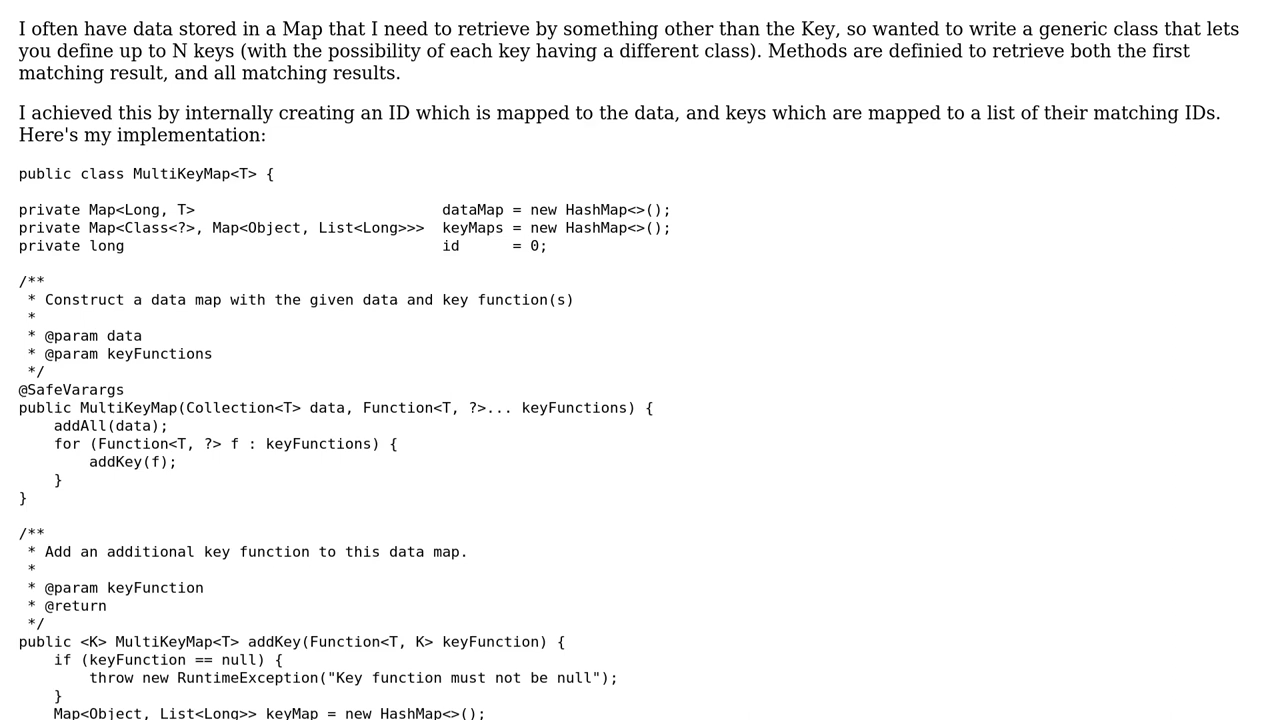 I often have data stored in a Map that I need to retrieve by something other than the Key, so wanted to write a generic class that lets
you define up to N keys (with the possibility of each key having a different class). Methods are definied to retrieve both the first
matching result, and all matching results.
I achieved this by internally creating an ID which is mapped to the data, and keys which are mapped to a list of their matching IDs.
Here's my implementation:
public class MultiKeyMap<T> {
private Map<Long, T>                            dataMap = new HashMap<>();
private Map<Class<?>, Map<Object, List<Long>>>  keyMaps = new HashMap<>();
private long                                    id      = 0;
/**
 * Construct a data map with the given data and key function(s)
 *
 * @param data
 * @param keyFunctions
 */
@SafeVarargs
public MultiKeyMap(Collection<T> data, Function<T, ?>... keyFunctions) {
    addAll(data);
    for (Function<T, ?> f : keyFunctions) {
        addKey(f);
    }
}
/**
 * Add an additional key function to this data map.
 *
 * @param keyFunction
 * @return
 */
public <K> MultiKeyMap<T> addKey(Function<T, K> keyFunction) {
    if (keyFunction == null) {
        throw new RuntimeException("Key function must not be null");
    }
    Map<Object, List<Long>> keyMap = new HashMap<>();